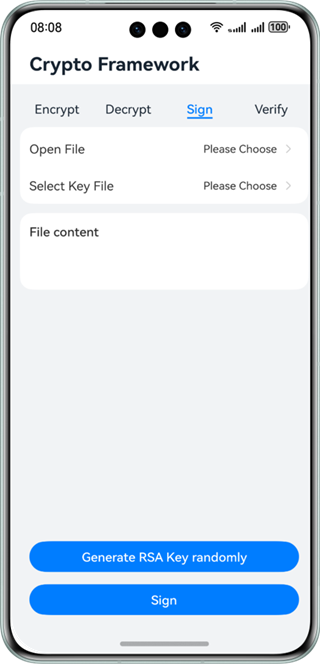 08:08 100
Crypto Framework
Encrypt Decrypt Sign Verify
Open File Please Choose
Select Key File Please Choose
File content
Generate RSA Key randomly
Sign